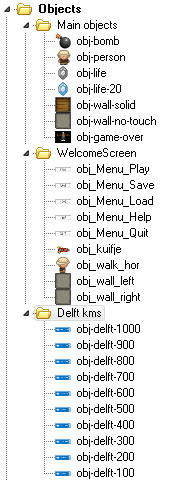 Objects
Main objects
obj-bomb
obj-person
obj-life
obj-life-20
obj-wall-solid
obj-wall-no-touch
obj-game-over
WelcomeScreen
obj_Menu_Play
obj_Menu_Save
obj_Menu_Load
obj_Menu_Help
obj_Menu_Quit
obj_kuifje
obj_walk_hor
obj_wall_left
obj_wall_right
Delft kms
obj-delft-1000
obj-delft-900
obj-delft-800
obj-delft-700
obj-delft-600
obj-delft-500
obj-delft-400
obj-delft-300
obj-delft-200
obj-delft-100